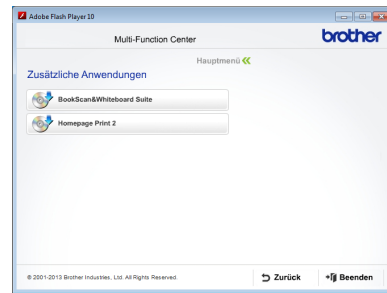 Adobe Flash Player 10
Multi-Function Center
brother
Hauptmenü
Zusätzliche Anwendungen
BookScan&Whiteboard Suite
Homepage Print 2
© 2001-2013 Brother Industries, Ltd. All Rights Reserved.
Zurück
Beenden